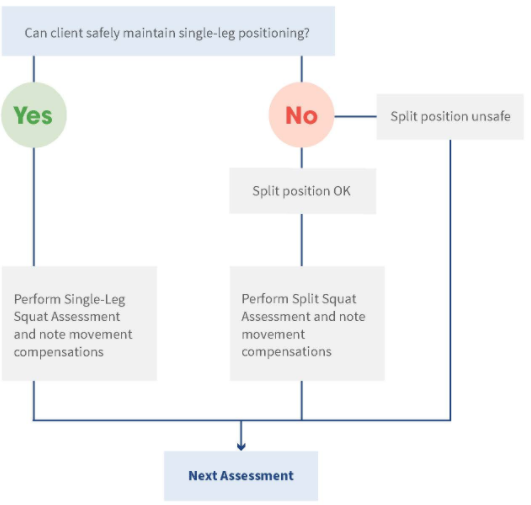 Can client safely maintain single-leg positioning?
Yes
No
Split position unsafe
Split position OK
Perform Single-Leg
Squat Assessment
and note movement
compensations
Perform Split Squat
Assessment and note
movement
compensations
Next Assessment